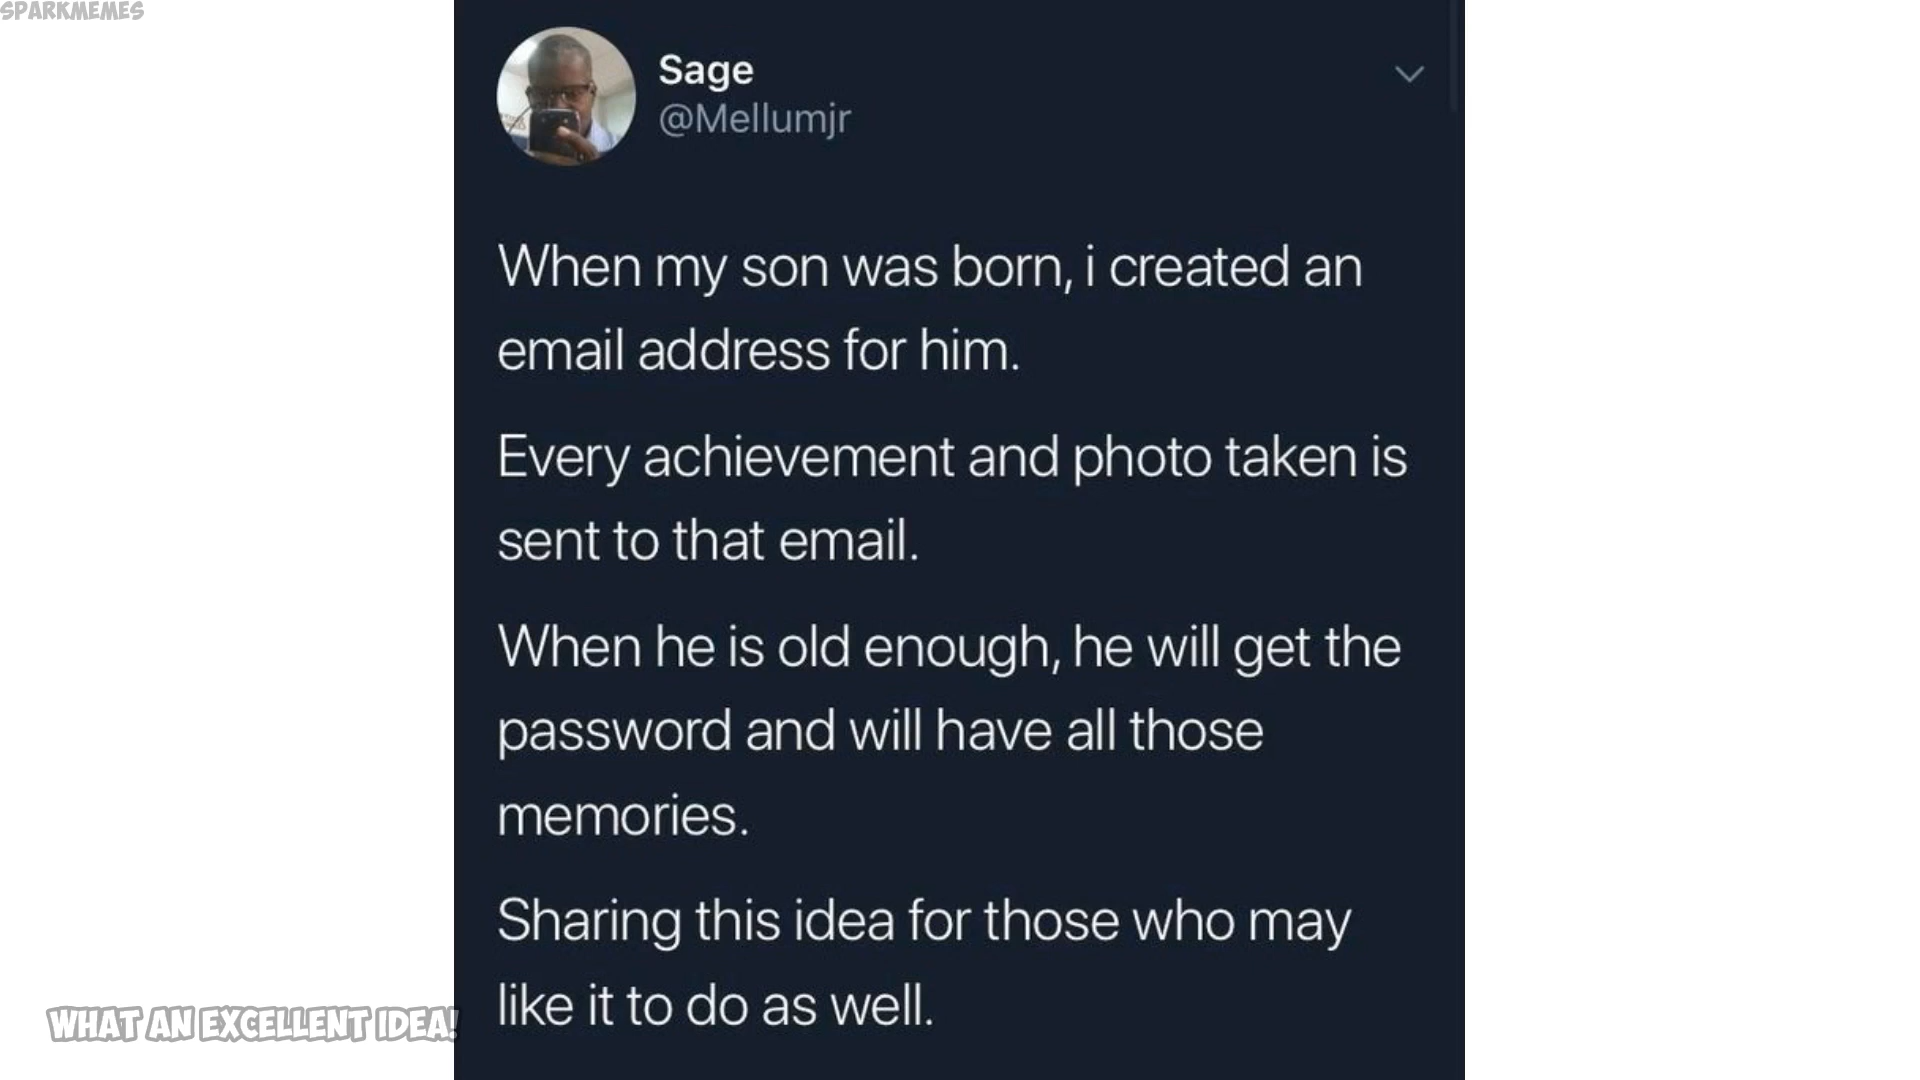 SPARKMEMES
Sage
@Mellumjr
When my son was born, i created an
email address for him.
Every achievement and photo taken is
sent to that email.
When he is old enough, he will get the
password and will have all those
memories.
Sharing this idea for those who may
like it to do as well.
WHAT AN EXCELLENT IDEA!